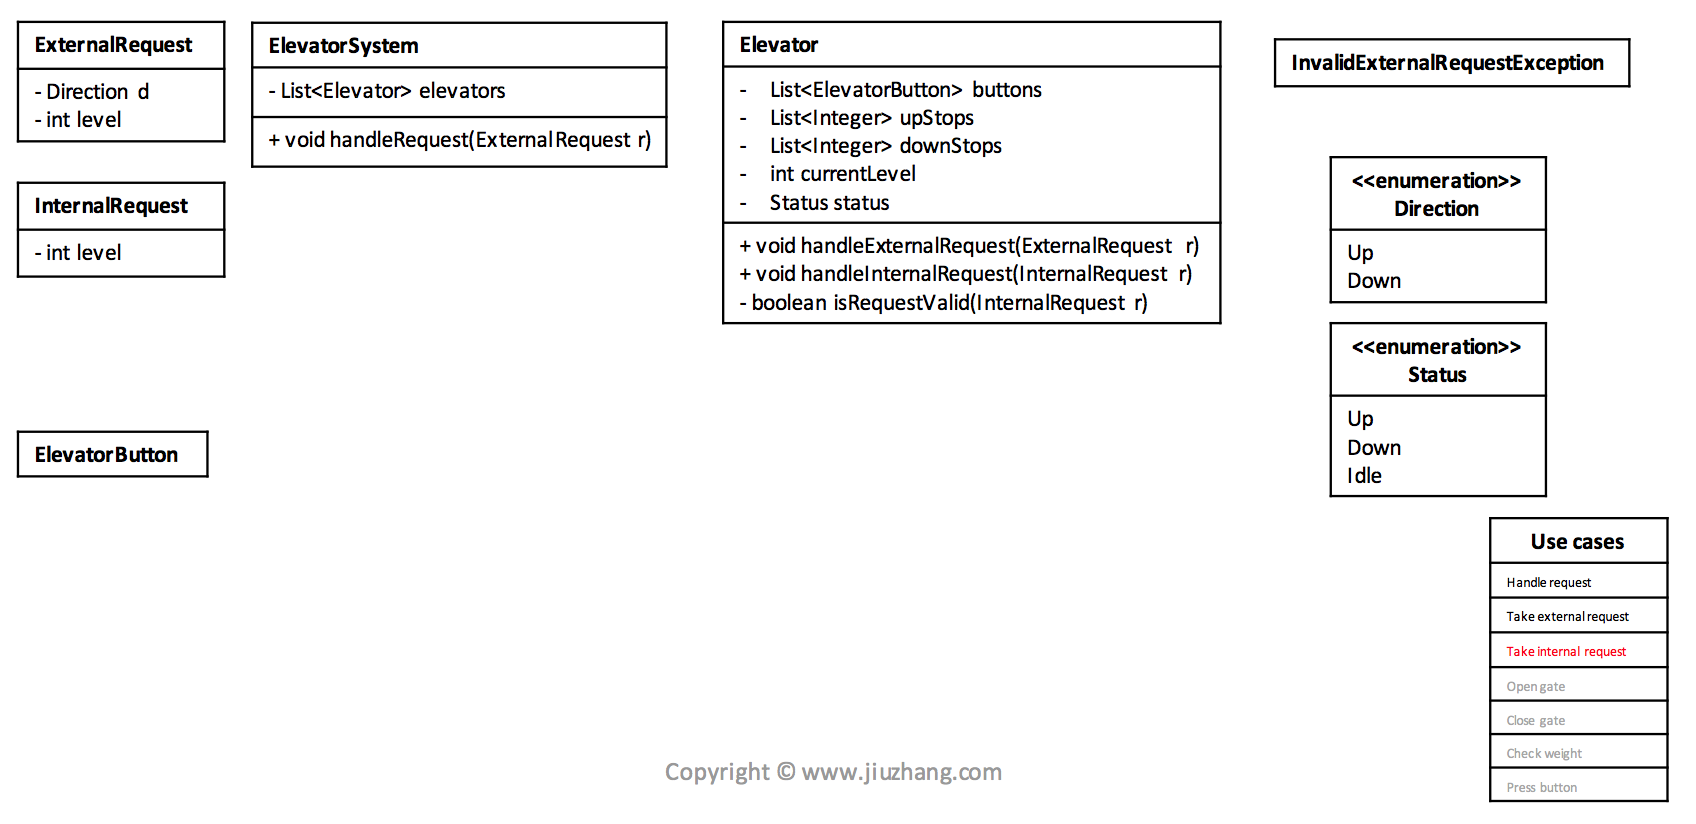 ExternalRequest
- Direction d
- int level
InternalRequest
- int level
ElevatorButton
ElevatorSystem
- List<Elevator> elevators
+ void handleRequest(ExternalRequest r)
Elevator
- List<ElevatorButton> buttons
- List<Integer> upStops
- List<Integer> downStops
- int currentLevel
- Status status
+ void handleExternalRequest(ExternalRequest r)
+ void handleInternalRequest(InternalRequest r)
- boolean isRequestValid(InternalRequest r)
InvalidExternalRequestException
<<enumeration>>
Direction
Up
Down
<<enumeration>>
Status
Up
Down
Idle
Use cases
Handle request
Take external request
Take internal request
Open gate
Close gate
Check weight
Press button
Copyright © www.jiuzhang.com